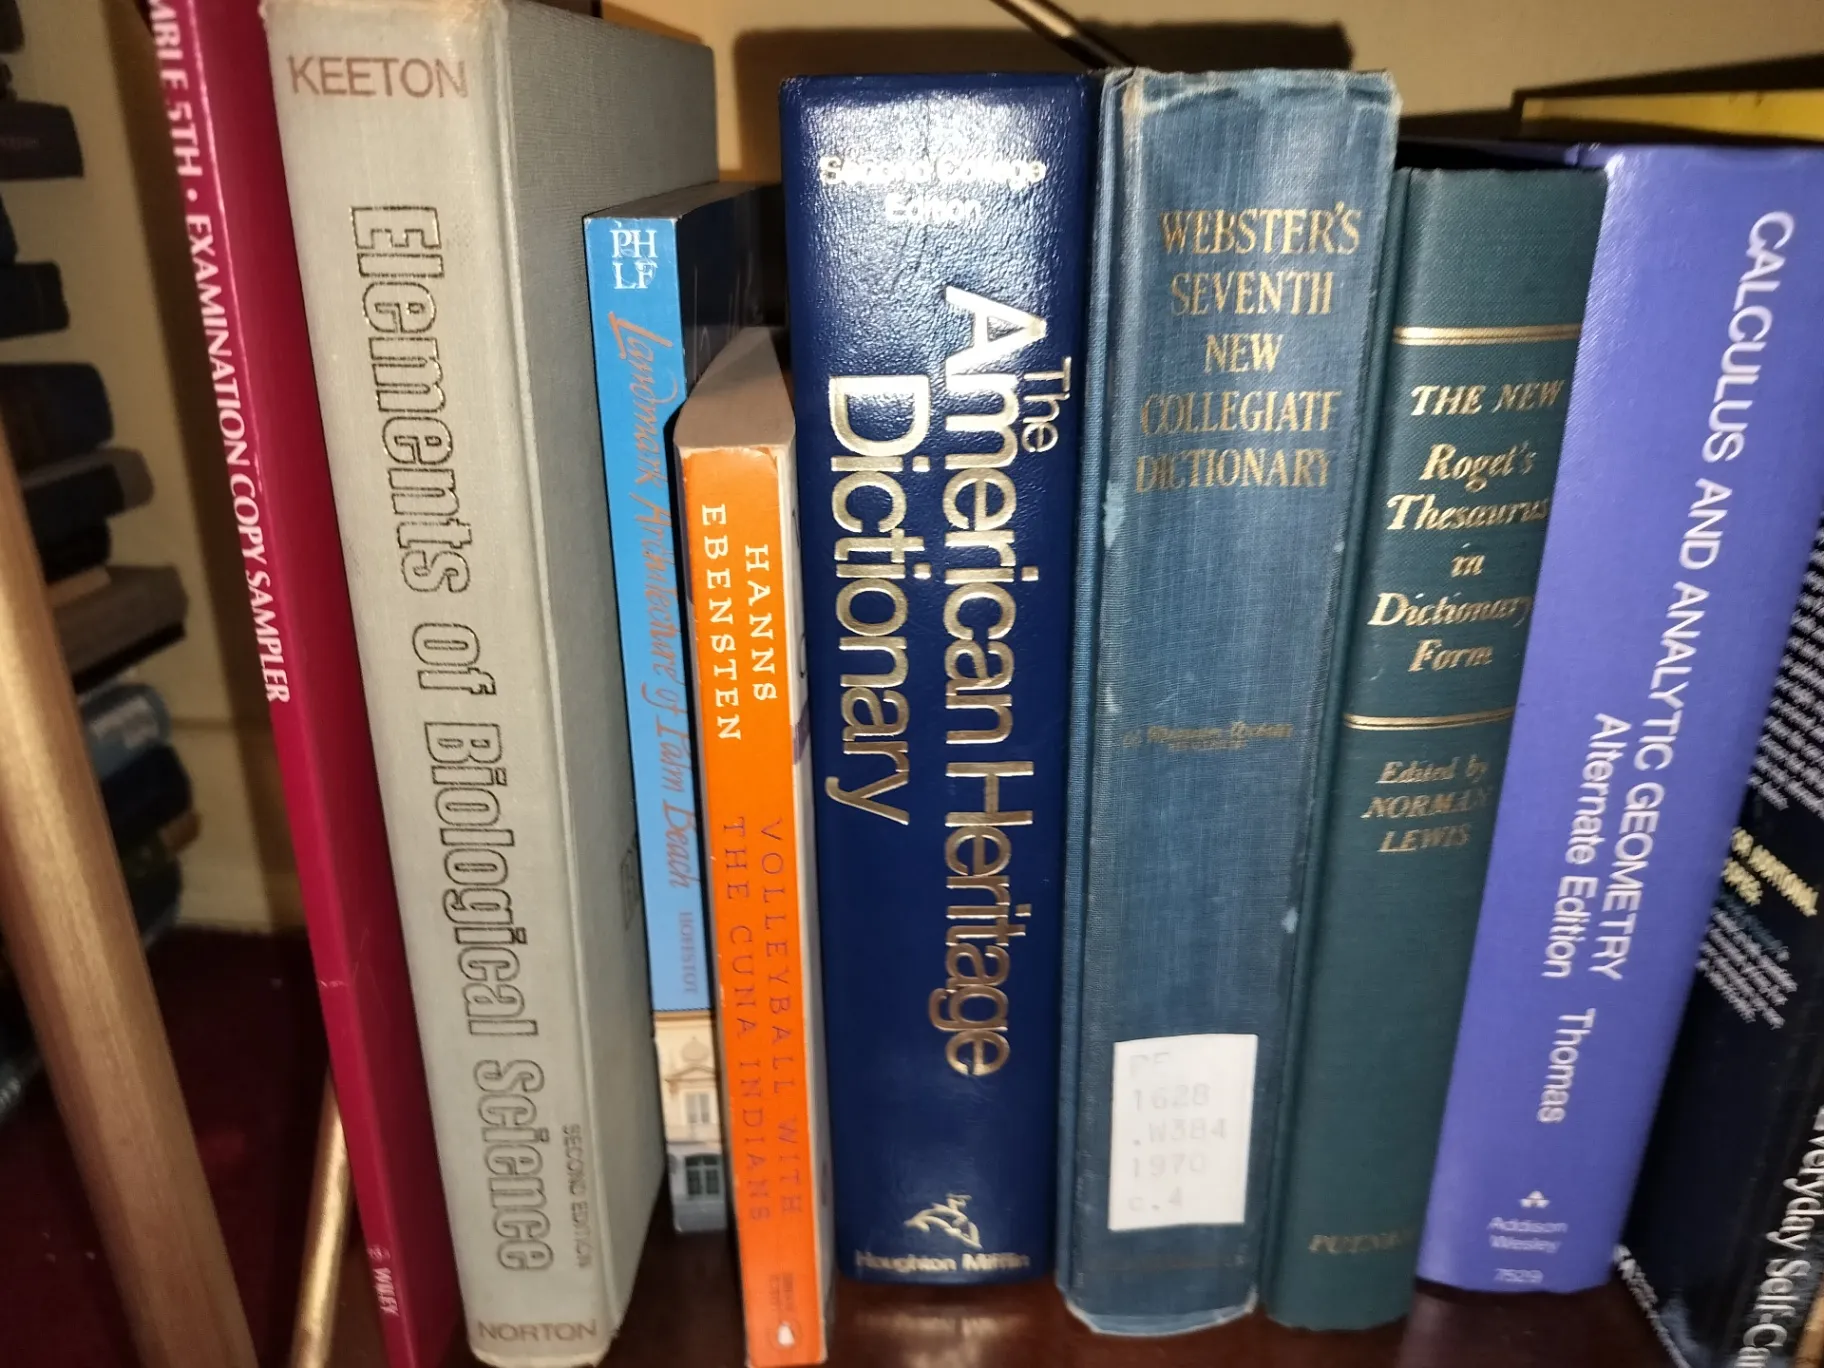 5TH • EXAMINATION COPY SAMPLER
WILEY
KEETON
Elements of Biological Science
SECOND EDITION
NORTON
PH
LF
Landmark Architecture of Palm Beach
HANNS
EBENSTEN
VOLLEYBALL WITH
THE CUNA INDIANS
Second College
Edition
The
American Heritage
Dictionary
Houghton Mifflin
WEBSTER'S
SEVENTH
NEW
COLLEGIATE
DICTIONARY
PE
1628
.W384
1970
c.4
THE NEW
Roget's
Thesaurus
in
Dictionary
Form
Edited by
NORMAN
LEWIS
PUTNAM
CALCULUS AND ANALYTIC GEOMETRY
Alternate Edition Thomas
Addison
Wesley
7529